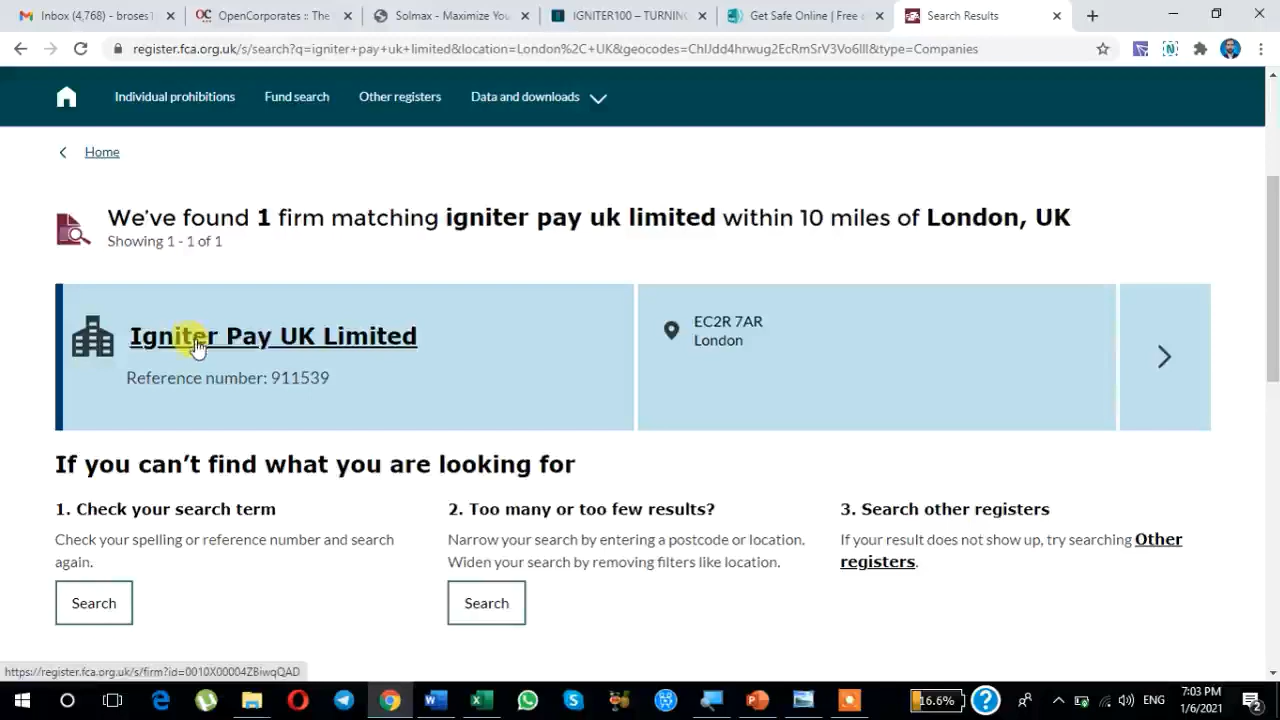 Inbox (4,768) - broses
OpenCorporates :: The
Solmax - Maximize You
IGNITER100 – TURNIN
Get Safe Online | Free
Search Results
register.fca.org.uk/s/search?q=igniter+pay+uk+limited&location=London%2C+UK&geocodes=ChIJdd4hrwug2EcRmSrV3Vo6lII&type=Companies
Individual prohibitions
Fund search
Other registers
Data and downloads
Home
We've found 1 firm matching igniter pay uk limited within 10 miles of London, UK
Showing 1 - 1 of 1
Igniter Pay UK Limited
Reference number: 911539
EC2R 7AR
London
If you can't find what you are looking for
1. Check your search term
Check your spelling or reference number and search
again.
Search
2. Too many or too few results?
Narrow your search by entering a postcode or location.
Widen your search by removing filters like location.
Search
3. Search other registers
If your result does not show up, try searching Other
registers.
https://register.fca.org.uk/s/firm?id=0010X00004ZBiwqQAD
16.6%
ENG
7:03 PM
1/6/2021
2